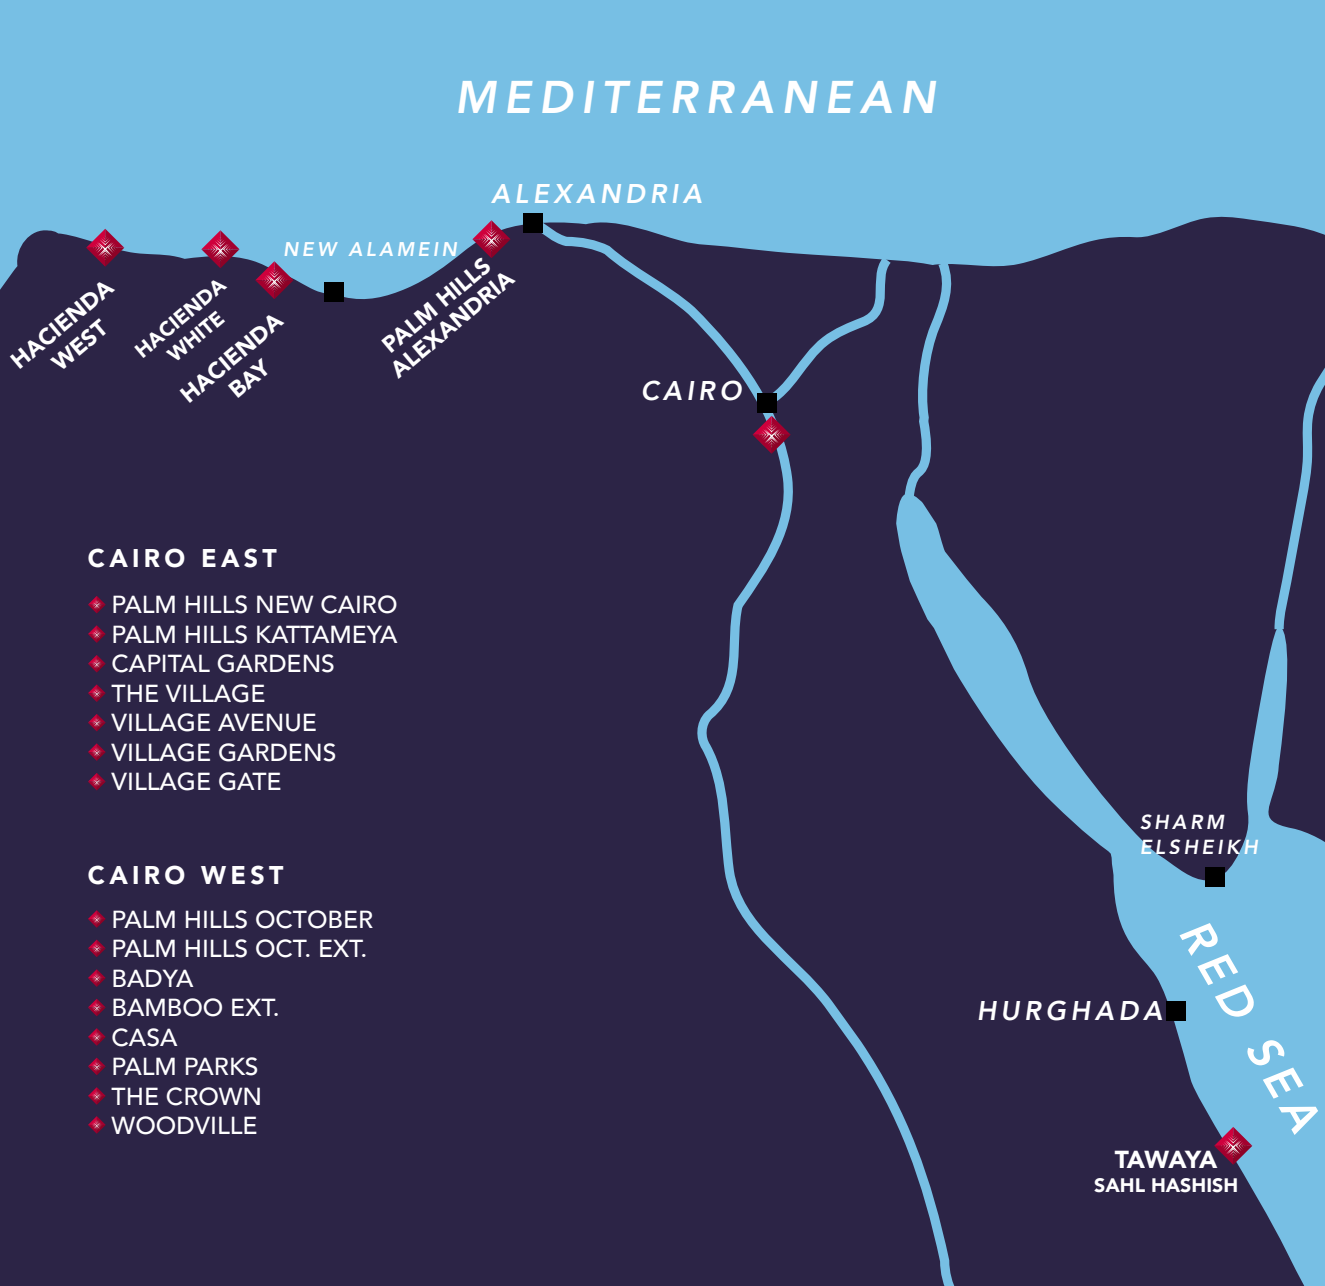 MEDITERRANEAN
ALEXANDRIA
NEW ALAMEIN
HACIENDA
WEST
HACIENDA
WHITE
HACIENDA
BAY
PALM HILLS
ALEXANDRIA
CAIRO
CAIRO EAST
PALM HILLS NEW CAIRO
PALM HILLS KATTAMEYA
CAPITAL GARDENS
THE VILLAGE
VILLAGE AVENUE
VILLAGE GARDENS
VILLAGE GATE
CAIRO WEST
PALM HILLS OCTOBER
PALM HILLS OCT. EXT.
BADYA
BAMBOO EXT.
CASA
PALM PARKS
THE CROWN
WOODVILLE
SHARM
ELSHEIKH
RED SEA
HURGHADA
TAWAYA
SAHL HASHISH